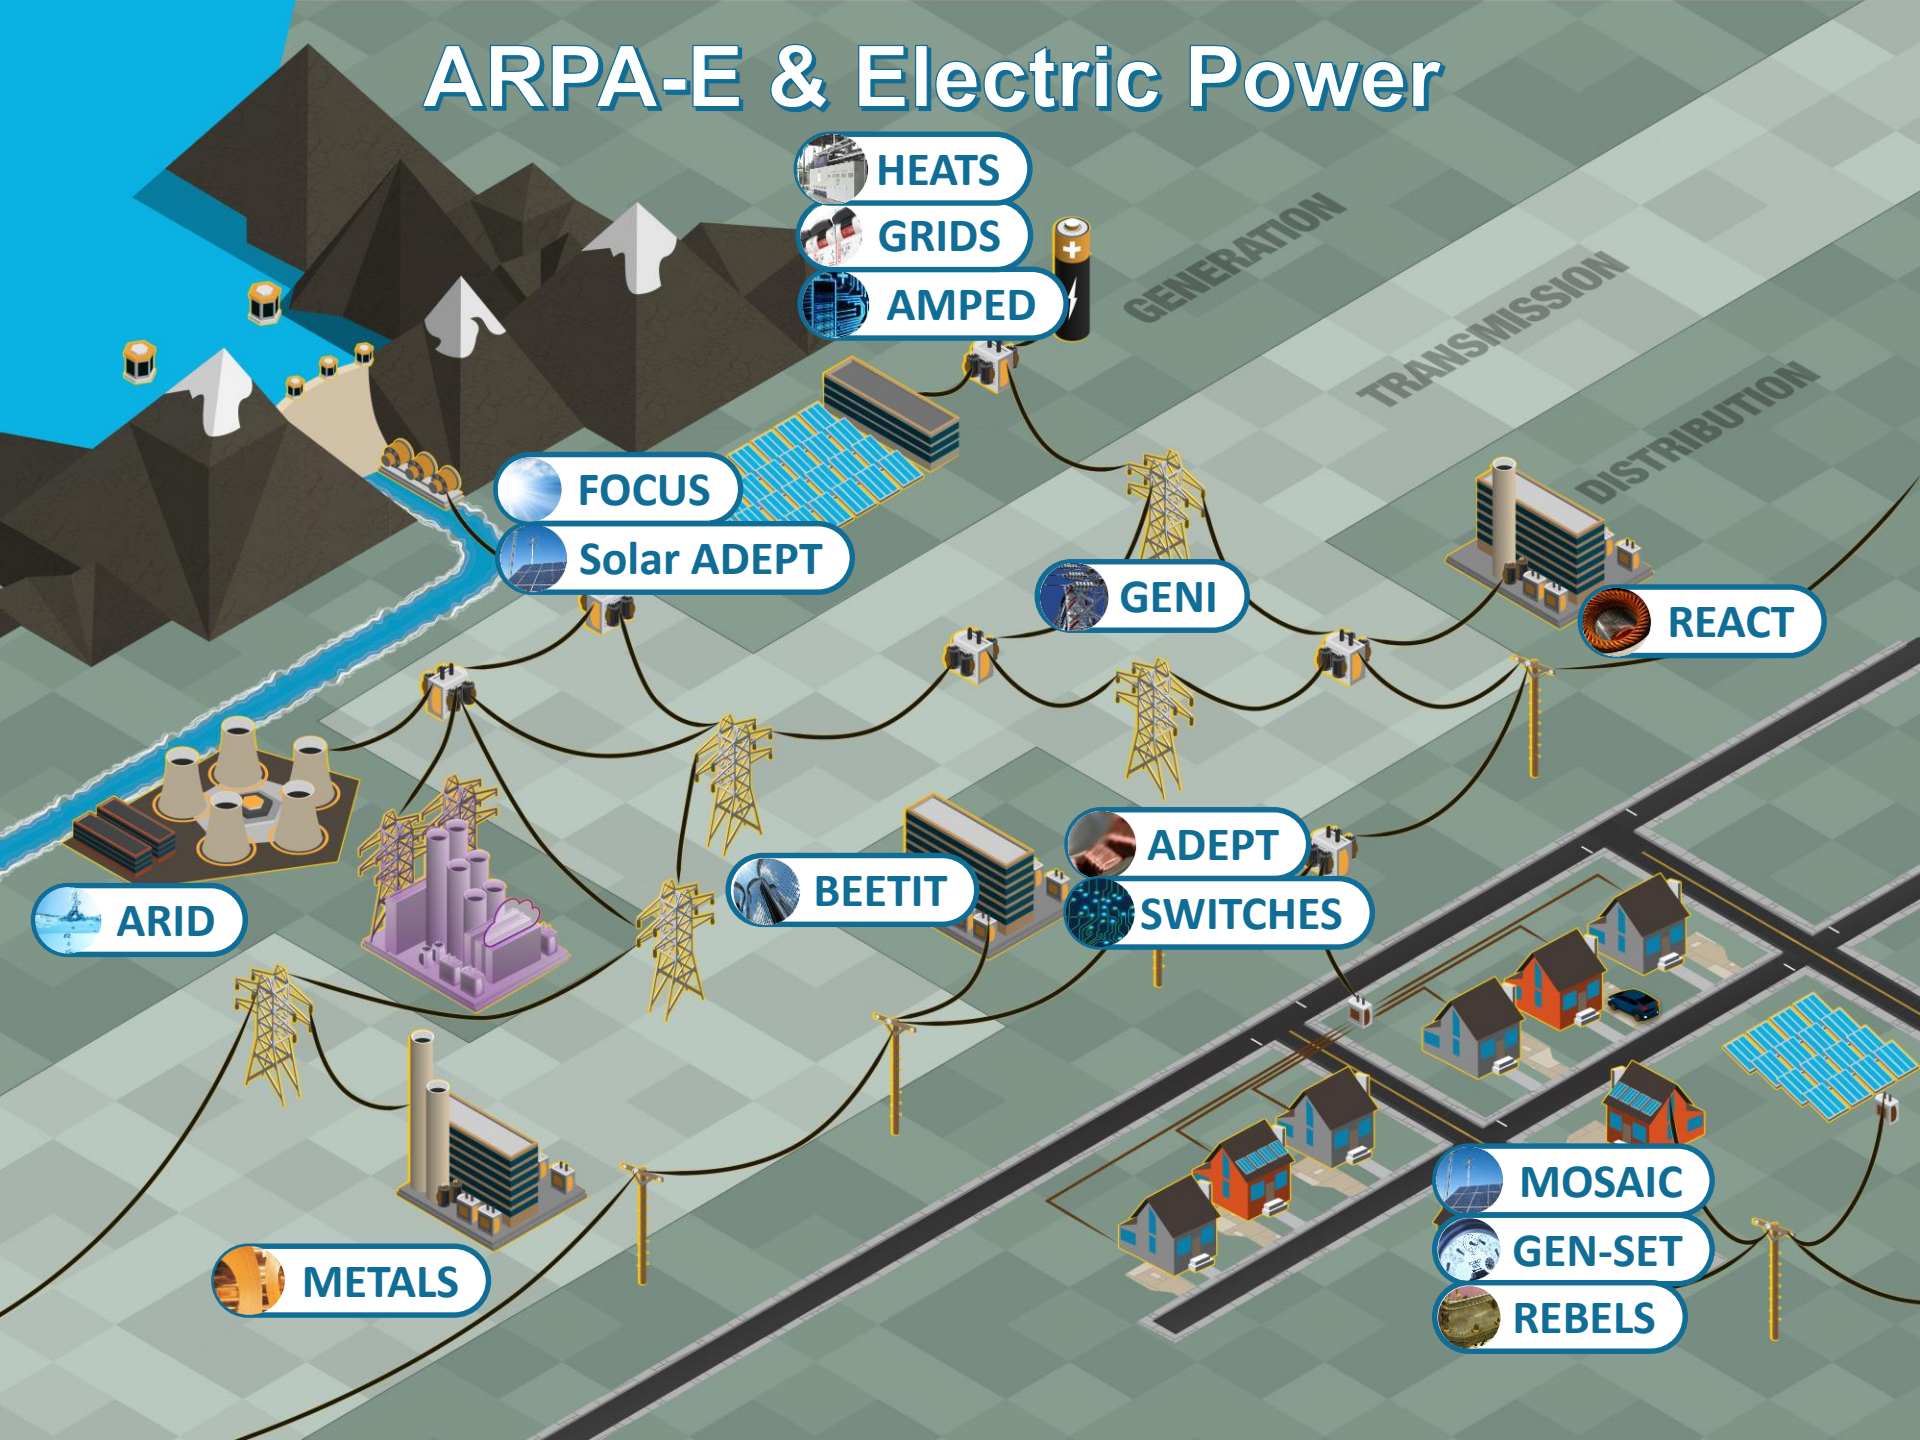 ARPA-E & Electric Power
HEATS
GRIDS
AMPED
GENERATION
TRANSMISSION
DISTRIBUTION
FOCUS
Solar ADEPT
GENI
REACT
ADEPT
SWITCHES
BEETIT
ARID
METALS
MOSAIC
GEN-SET
REBELS